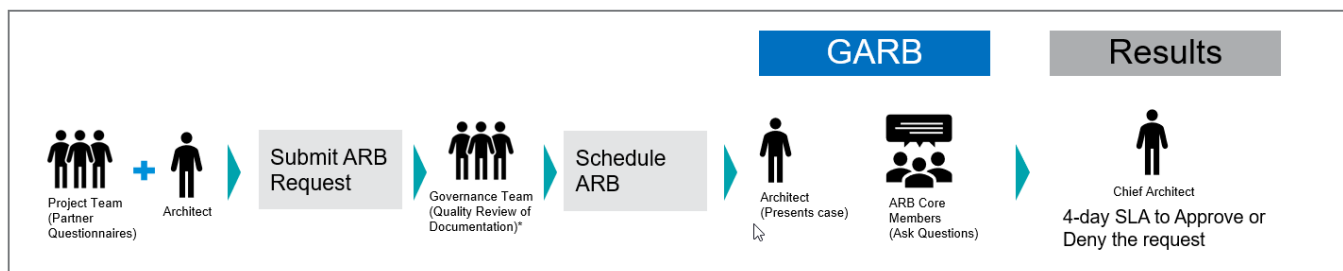 GARB
Results
Project Team
(Partner
Questionnaires)
Architect
Submit ARB
Request
Governance Team
(Quality Review of
Documentation)*
Schedule
ARB
Architect
(Presents case)
ARB Core
Members
(Ask Questions)
Chief Architect
4-day SLA to Approve or
Deny the request